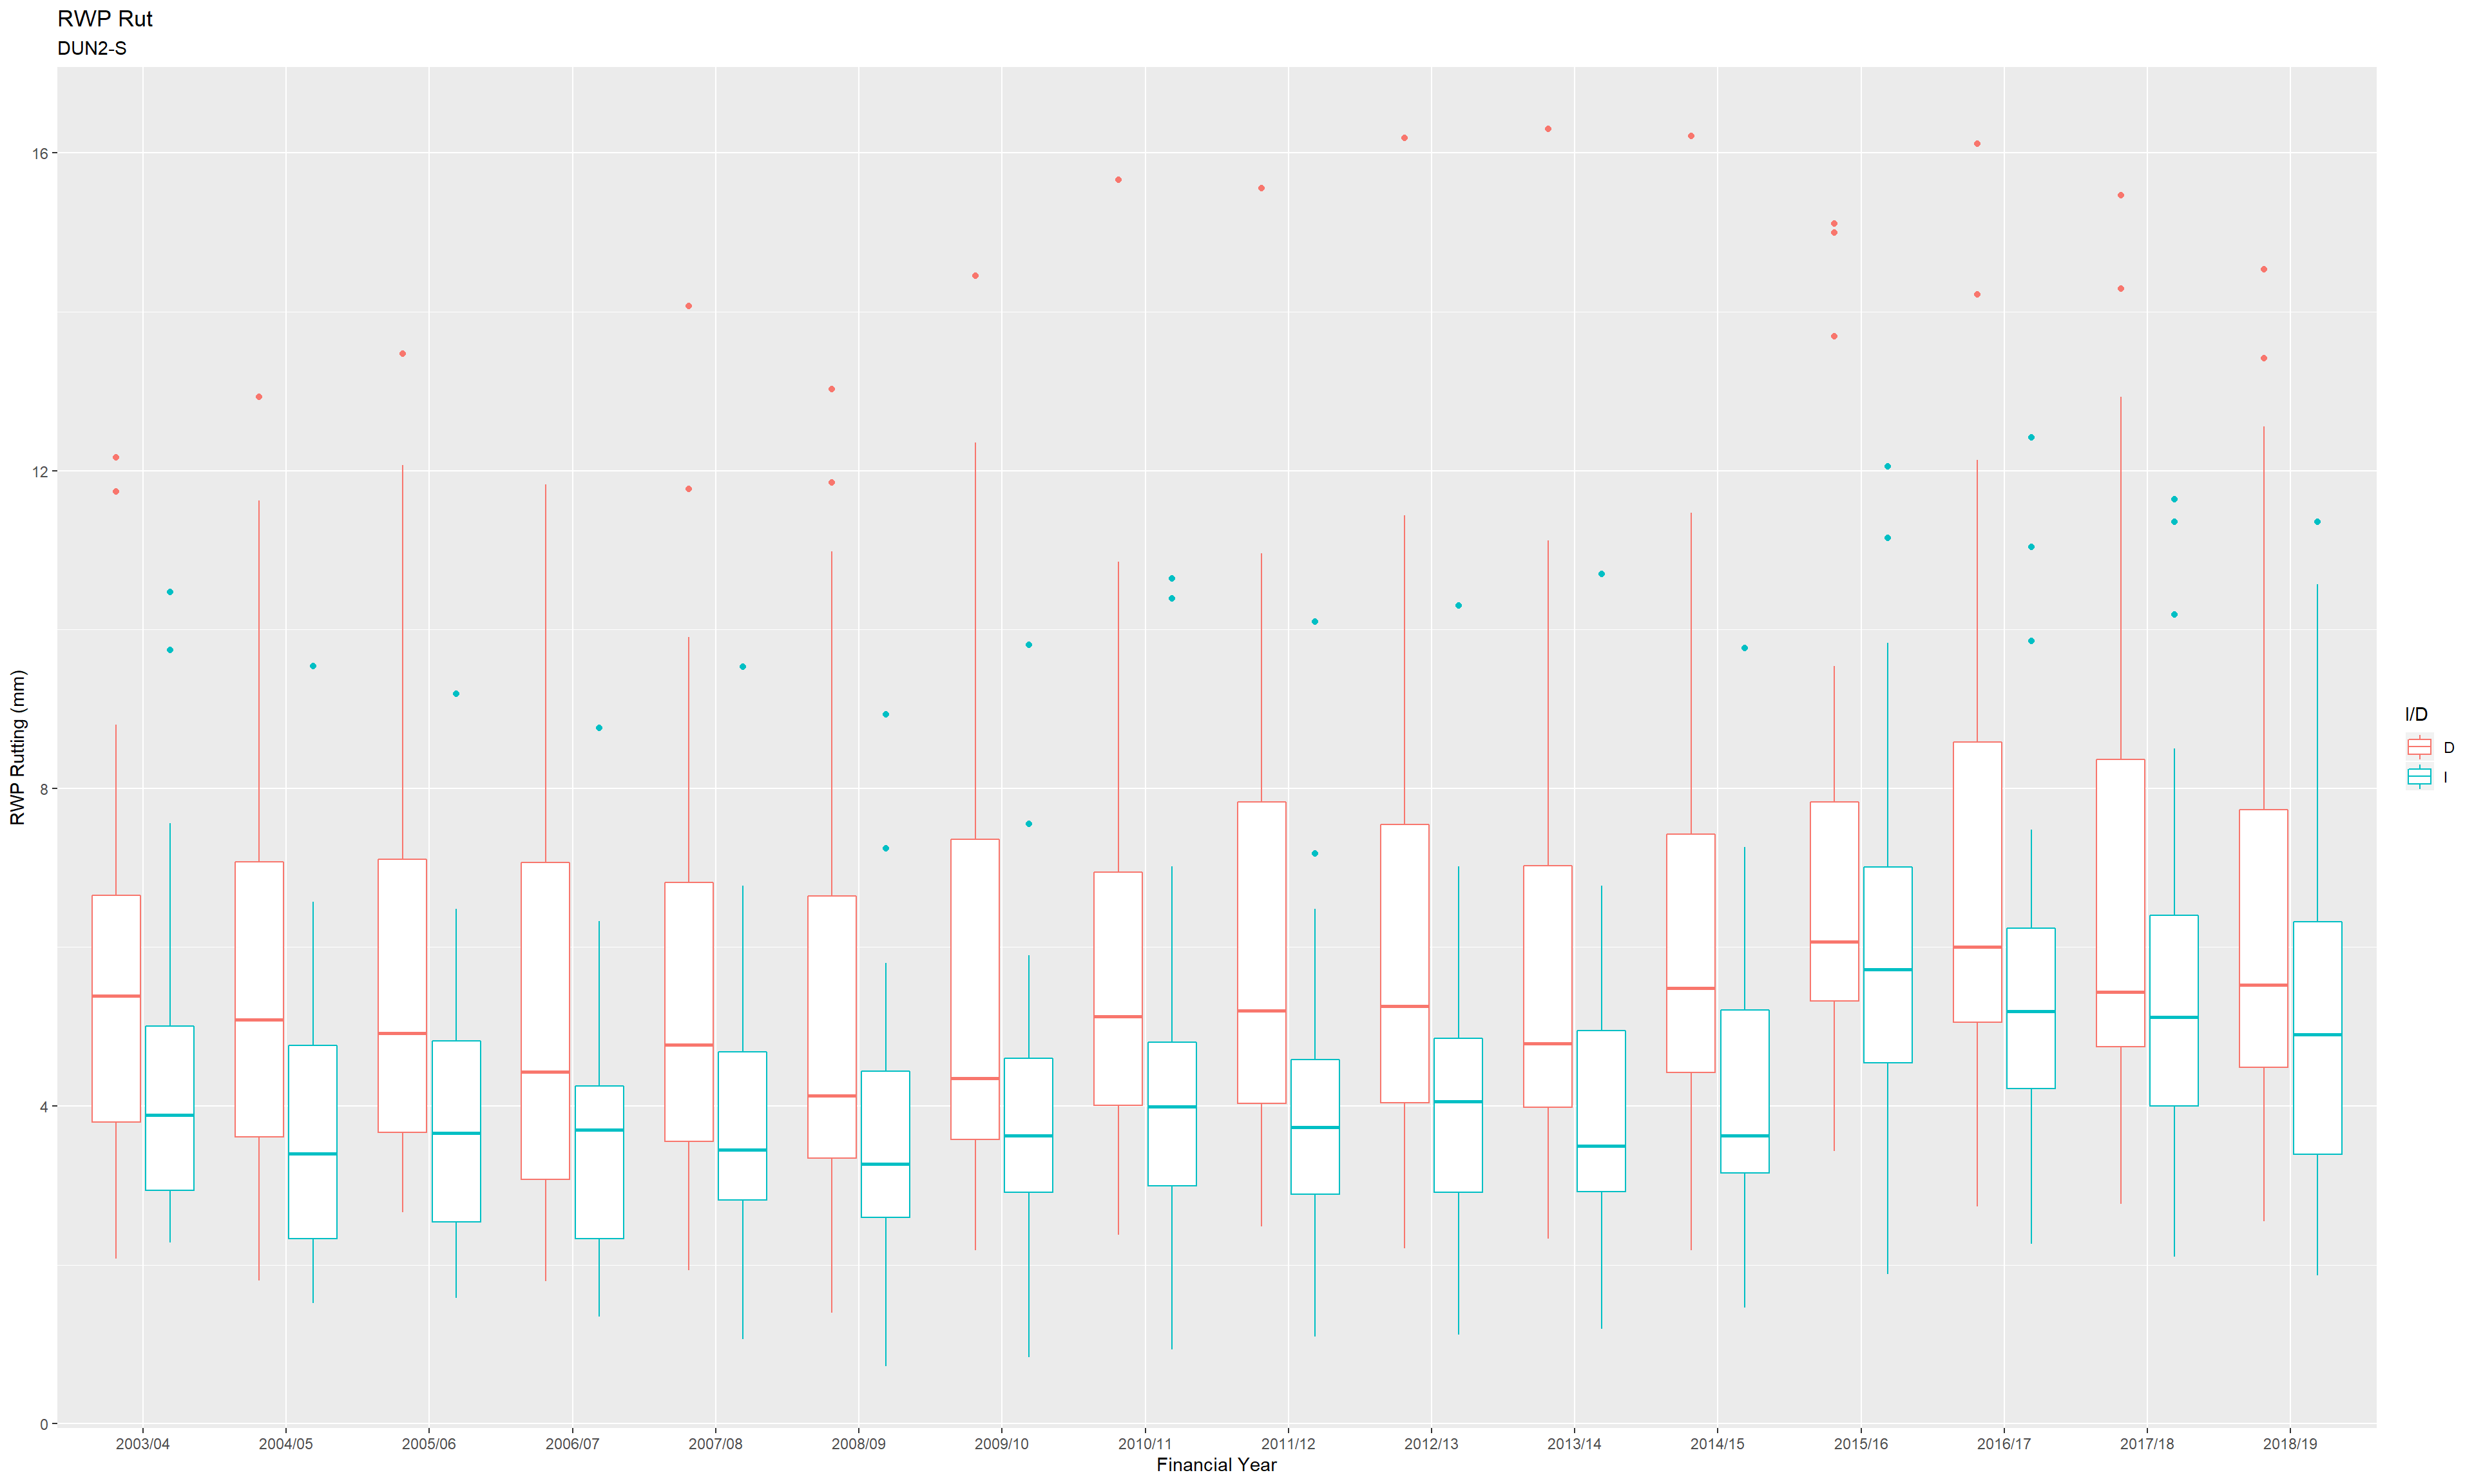 RWP Rut
DUN2-S
RWP Rutting (mm)
16
12
8
4
0
2003/04 2004/05 2005/06 2006/07 2007/08 2008/09 2009/10 2010/11 2011/12 2012/13 2013/14 2014/15 2015/16 2016/17 2017/18 2018/19
Financial Year
I/D
D
I